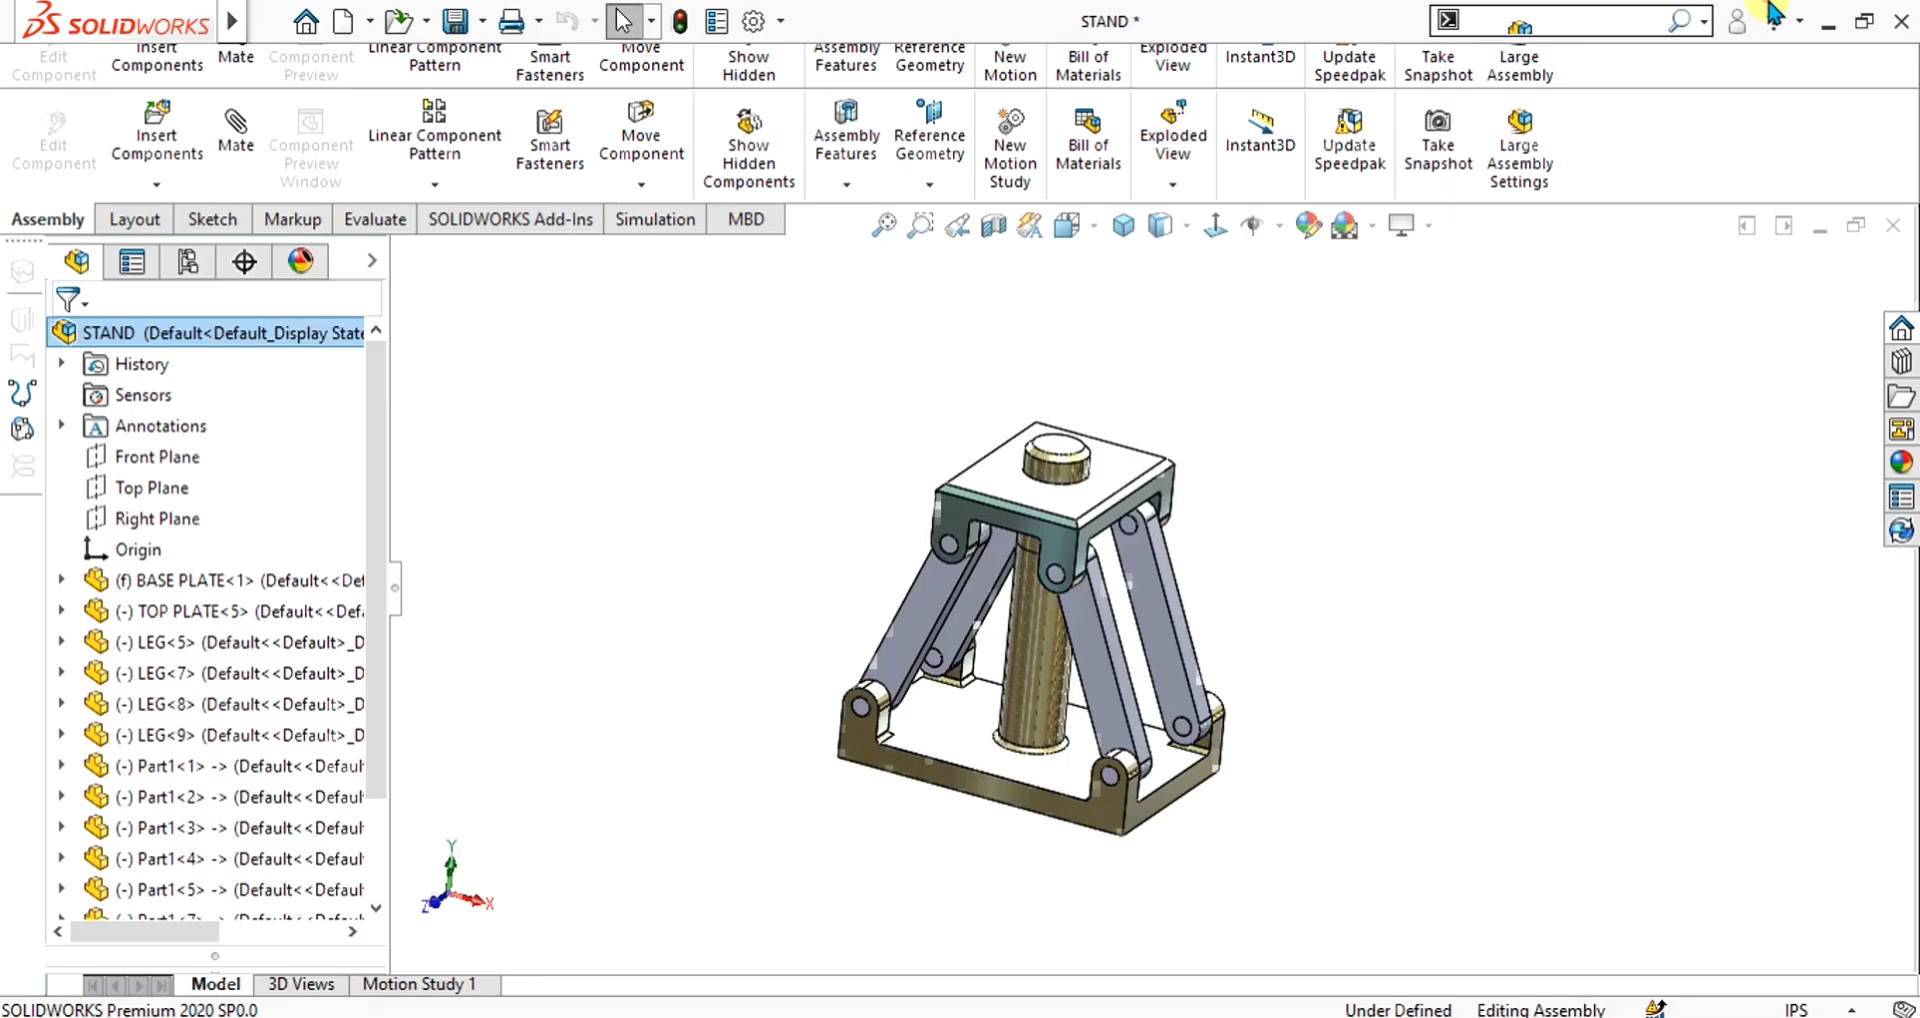 SOLIDWORKS
STAND *
Edit Component
Insert Components
Mate
Component Preview
Linear Component Pattern
Smart Fasteners
Move Component
Show Hidden
Assembly Features
Reference Geometry
New Motion
Bill of Materials
Exploded View
Instant3D
Update Speedpak
Take Snapshot
Large Assembly
Edit Component
Insert Components
Mate
Component Preview Window
Linear Component Pattern
Smart Fasteners
Move Component
Show Hidden Components
Assembly Features
Reference Geometry
New Motion Study
Bill of Materials
Exploded View
Instant3D
Update Speedpak
Take Snapshot
Large Assembly Settings
Assembly
Layout
Sketch
Markup
Evaluate
SOLIDWORKS Add-Ins
Simulation
MBD
STAND (Default<Default_Display State
History
Sensors
Annotations
Front Plane
Top Plane
Right Plane
Origin
(f) BASE PLATE<1> (Default<<Def
(-) TOP PLATE<5> (Default<<Def
(-) LEG<5> (Default<<Default>_D
(-) LEG<7> (Default<<Default>_D
(-) LEG<8> (Default<<Default>_D
(-) LEG<9> (Default<<Default>_D
(-) Part1<1> -> (Default<<Default
(-) Part1<2> -> (Default<<Default
(-) Part1<3> -> (Default<<Default
(-) Part1<4> -> (Default<<Default
(-) Part1<5> -> (Default<<Default
Y
Z
X
Model
3D Views
Motion Study 1
SOLIDWORKS Premium 2020 SP0.0
Under Defined
Editing Assembly
IPS